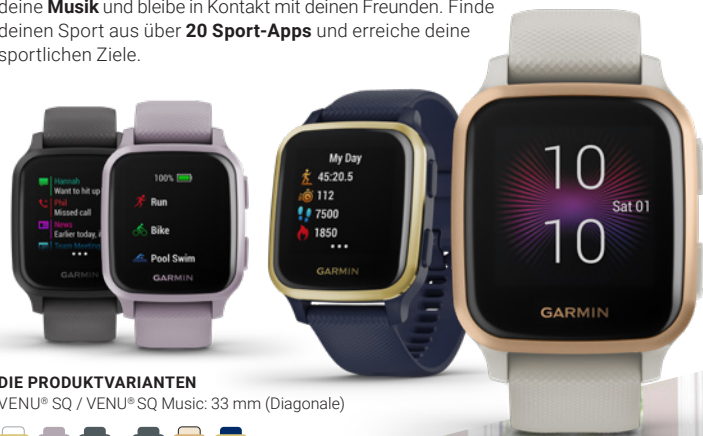 deine Musik und bleibe in Kontakt mit deinen Freunden. Finde
deinen Sport aus über 20 Sport-Apps und erreiche deine
sportlichen Ziele.
Hannah
Want to hit up
Phil
Missed call
News
Earlier today, i
Team Meeting
GARMIN
100%
Run
Bike
Pool Swim
GARMIN
My Day
45:20.5
112
7500
1850
GARMIN
10
Sat 01
10
GARMIN
DIE PRODUKTVARIANTEN
VENU® SQ / VENU® SQ Music: 33 mm (Diagonale)